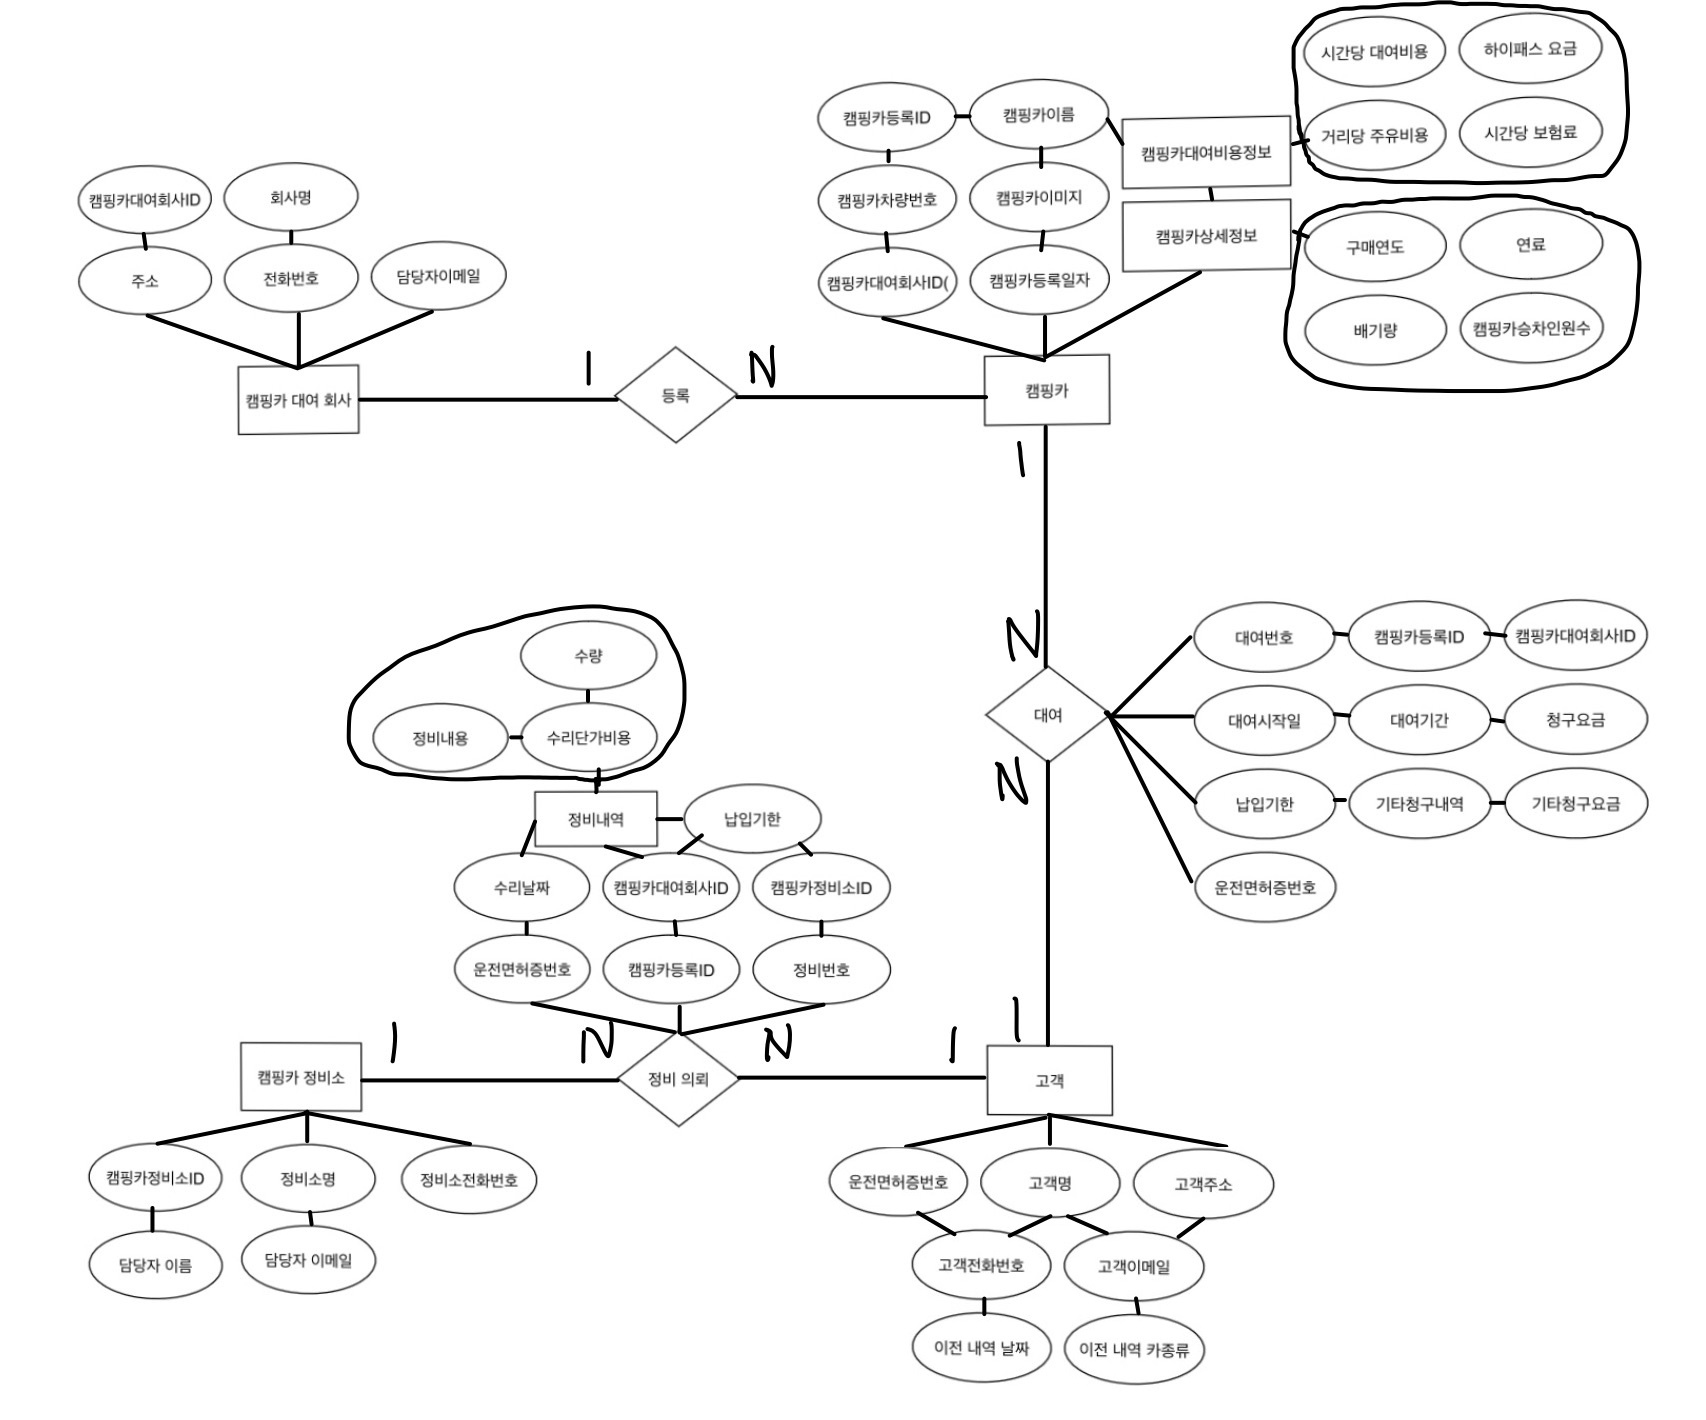 시간당 대여비용
하이패스 요금
거리당 주유비용
시간당 보험료
캠핑카등록ID
캠핑카이름
캠핑카대여비용정보
캠핑카차량번호
캠핑카이미지
캠핑카상세정보
캠핑카대여회사ID(
캠핑카등록일자
구매연도
연료
배기량
캠핑카승차인원수
캠핑카대여회사ID
회사명
주소
전화번호
담당자이메일
캠핑카 대여 회사
1
등록
N
캠핑카
1
N
대여
N
1
대여번호
캠핑카등록ID
캠핑카대여회사ID
대여시작일
대여기간
청구요금
납입기한
기타청구내역
기타청구요금
운전면허증번호
수량
정비내용
수리단가비용
정비내역
납입기한
수리날짜
캠핑카대여회사ID
캠핑카정비소ID
운전면허증번호
캠핑카등록ID
정비번호
캠핑카 정비소
1
N
정비 의뢰
N
1
고객
캠핑카정비소ID
정비소명
정비소전화번호
담당자 이름
담당자 이메일
운전면허증번호
고객명
고객주소
고객전화번호
고객이메일
이전 내역 날짜
이전 내역 카종류